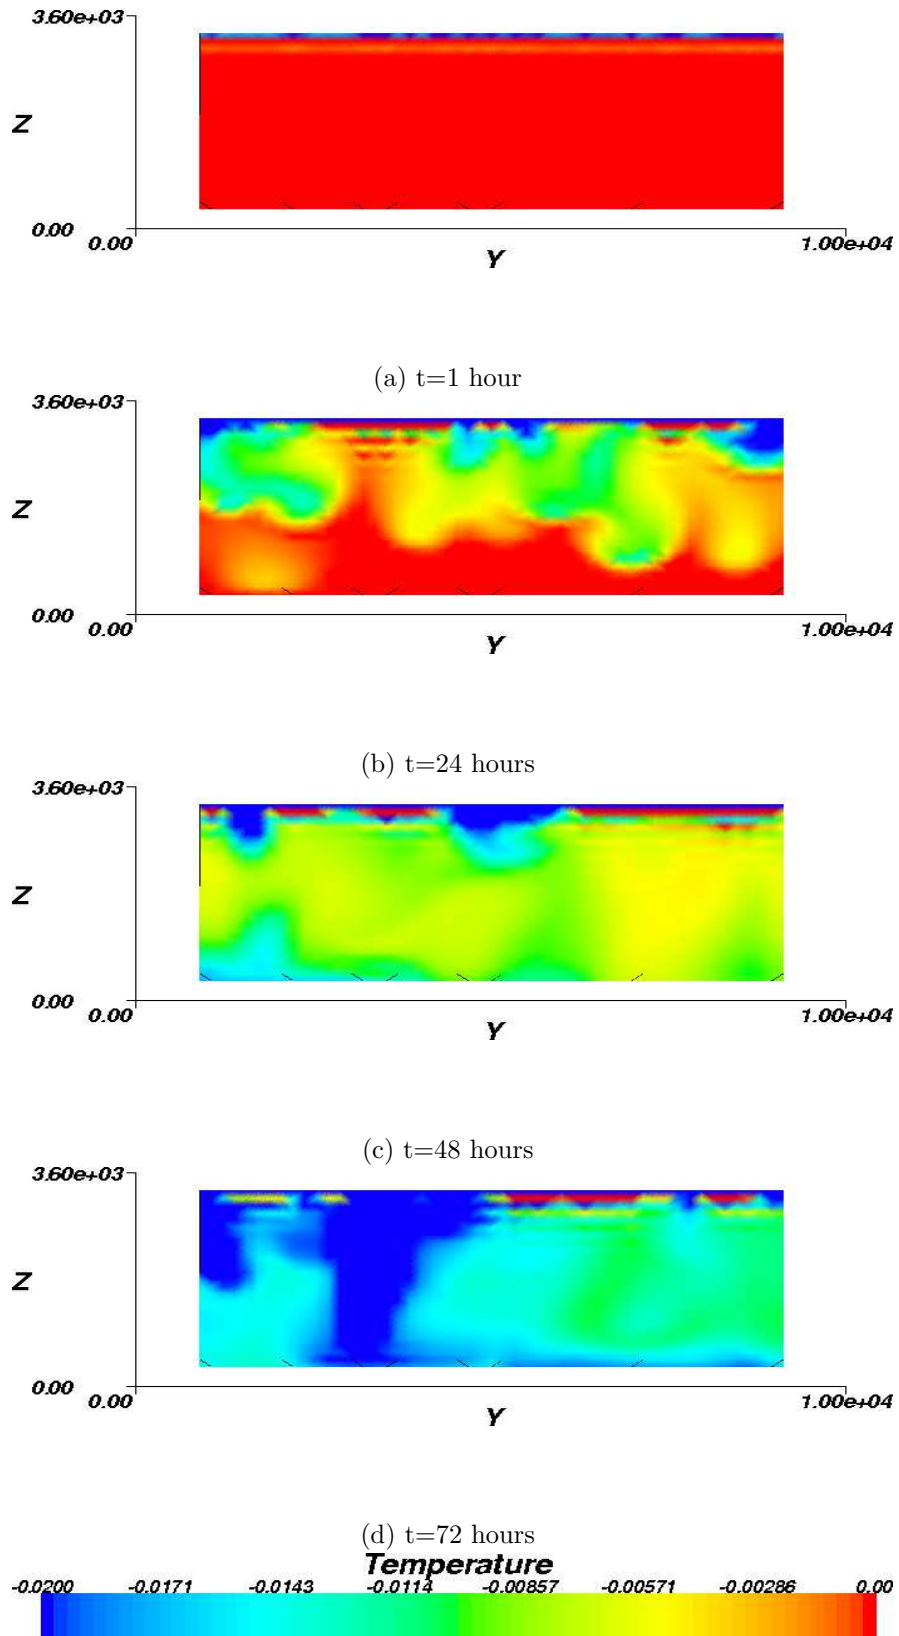 3.60e+03
Z
0.00 0.00 1.00e+04
Y
(a) t=1 hour
3.60e+03
Z
0.00 0.00 1.00e+04
Y
(b) t=24 hours
3.60e+03
Z
0.00 0.00 1.00e+04
Y
(c) t=48 hours
3.60e+03
Z
0.00 0.00 1.00e+04
Y
(d) t=72 hours
Temperature
-0.0200 -0.0171 -0.0143 -0.0114 -0.00857 -0.00571 -0.00286 0.00